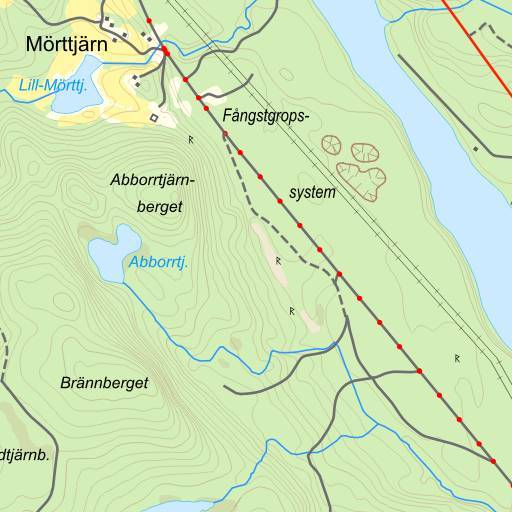 Mörttjärn
Lill-Mörttj.
Fångstgrops-
R
Abborrtjärn-
berget
system
Abborrtj.
R
R
R
Brännberget
dtjärnb.